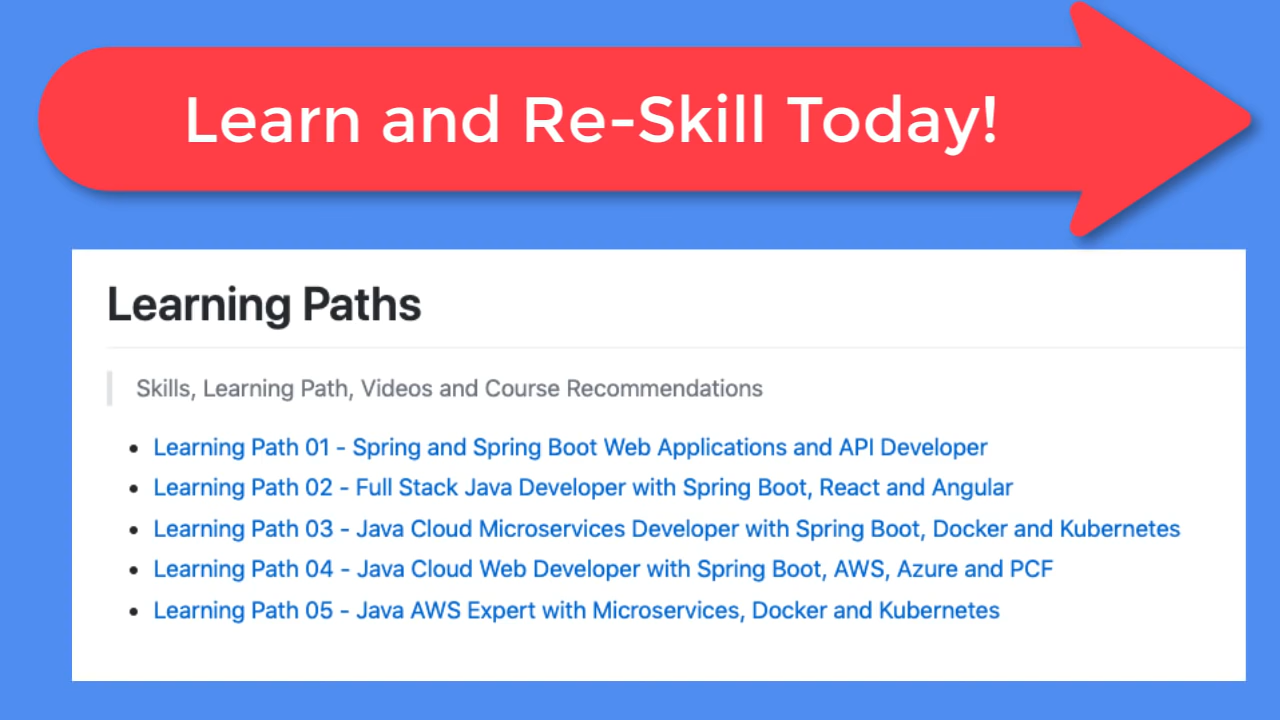 Learn and Re-Skill Today!
Learning Paths
Skills, Learning Path, Videos and Course Recommendations
• Learning Path 01 - Spring and Spring Boot Web Applications and API Developer
• Learning Path 02 - Full Stack Java Developer with Spring Boot, React and Angular
• Learning Path 03 - Java Cloud Microservices Developer with Spring Boot, Docker and Kubernetes
• Learning Path 04 - Java Cloud Web Developer with Spring Boot, AWS, Azure and PCF
• Learning Path 05 - Java AWS Expert with Microservices, Docker and Kubernetes